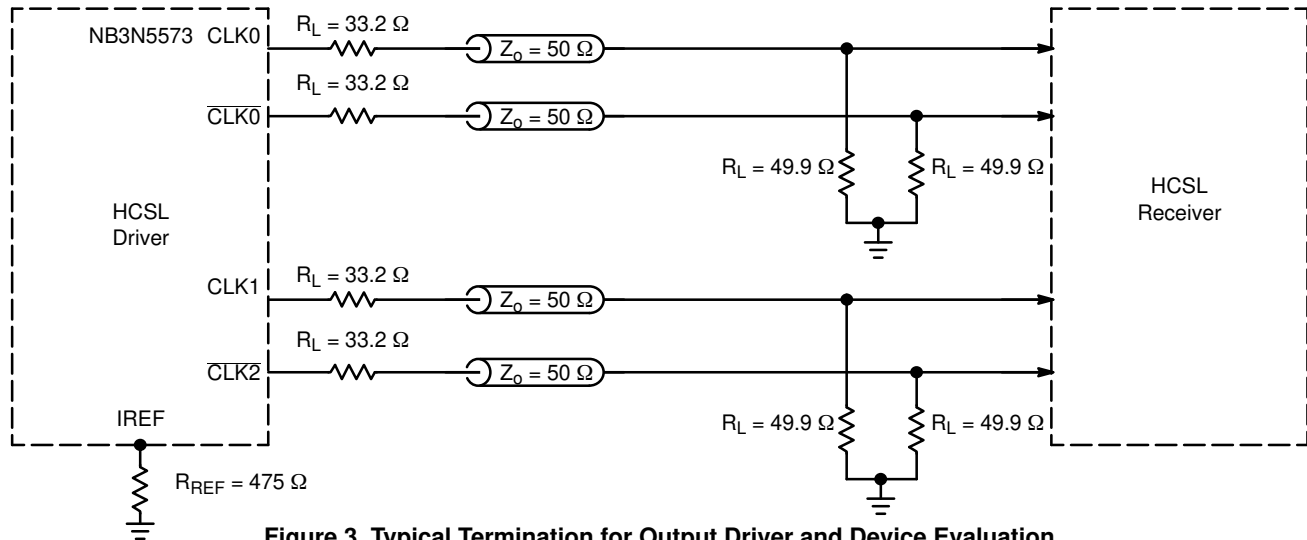 R_L = 33.2 Ω
NB3N5573 CLK0
Z_o = 50 Ω
R_L = 33.2 Ω
C̅L̅K̅0̅
Z_o = 50 Ω
R_L = 49.9 Ω
R_L = 49.9 Ω
HCSL
Driver
HCSL
Receiver
R_L = 33.2 Ω
CLK1
Z_o = 50 Ω
R_L = 33.2 Ω
C̅L̅K̅2̅
Z_o = 50 Ω
IREF
R_L = 49.9 Ω
R_L = 49.9 Ω
R_REF = 475 Ω
Figure 3. Typical Termination for Output Driver and Device Evaluation